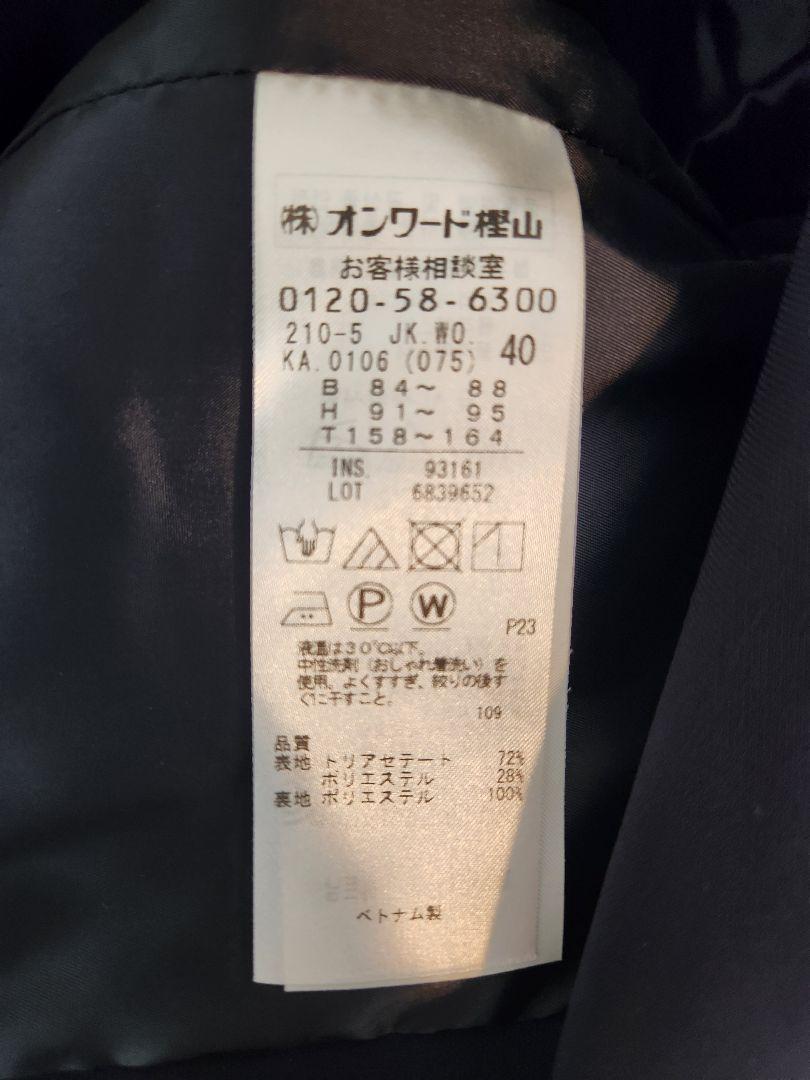 ㈱オンワード樫山
お客様相談室
0120-58-6300
210-5 JK.WO.
KA.0106 (075) 40
B 84～ 88
H 91～ 95
T158～164
INS. 93161
LOT 6839652
P
W
P23
液温は30℃以下。
中性洗剤(おしゃれ着洗い)を
使用。よくすすぎ、絞りの後す
ぐに干すこと。
109
品質
表地 トリアセテート 72%
ポリエステル 28%
裏地 ポリエステル 100%
ベトナム製